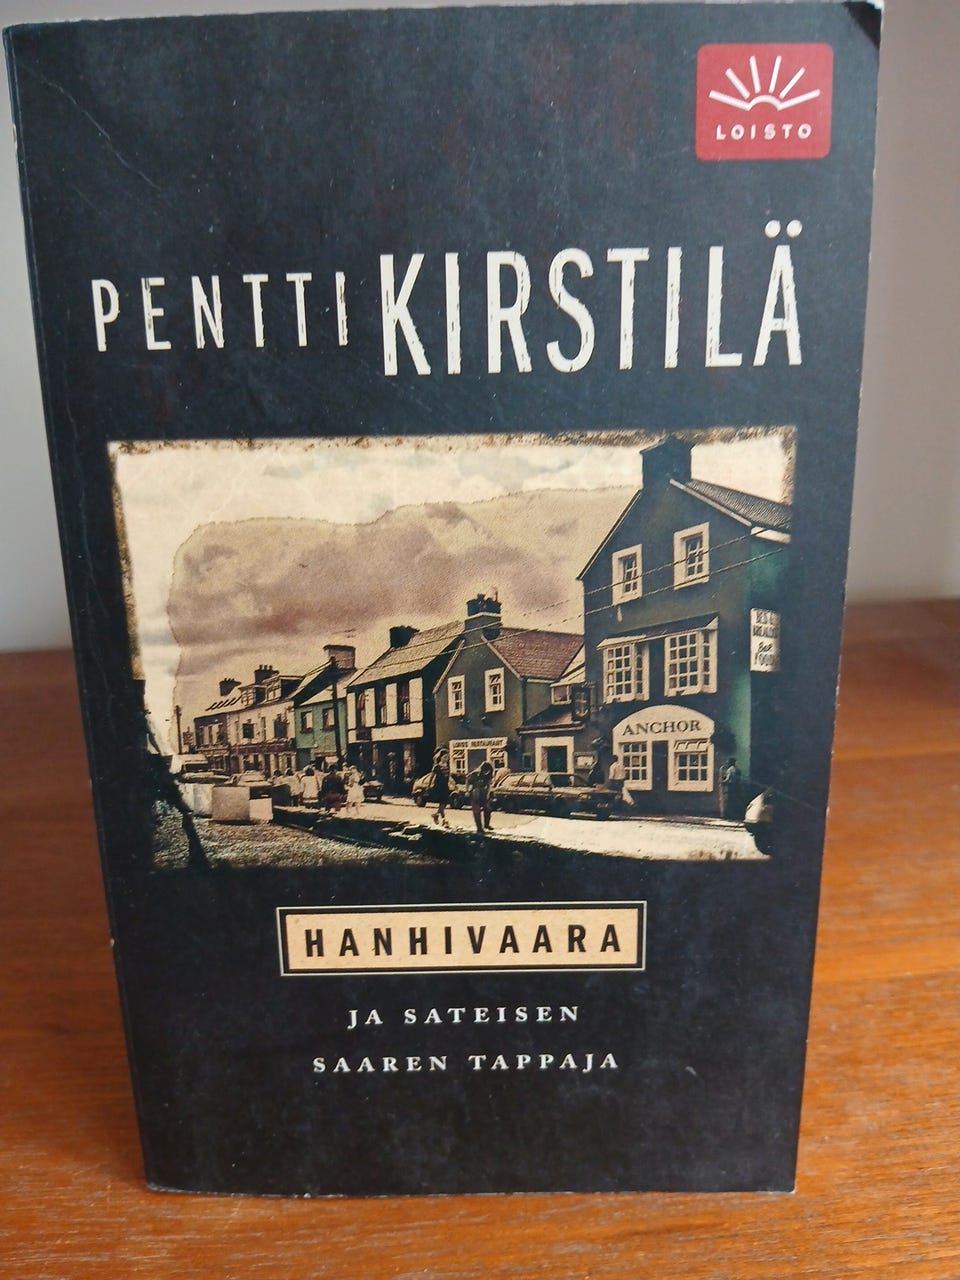 LOISTO
PENTTI KIRSTILÄ
ANCHOR
HANHIVAARA
JA SATEISEN
SAAREN TAPPAJA